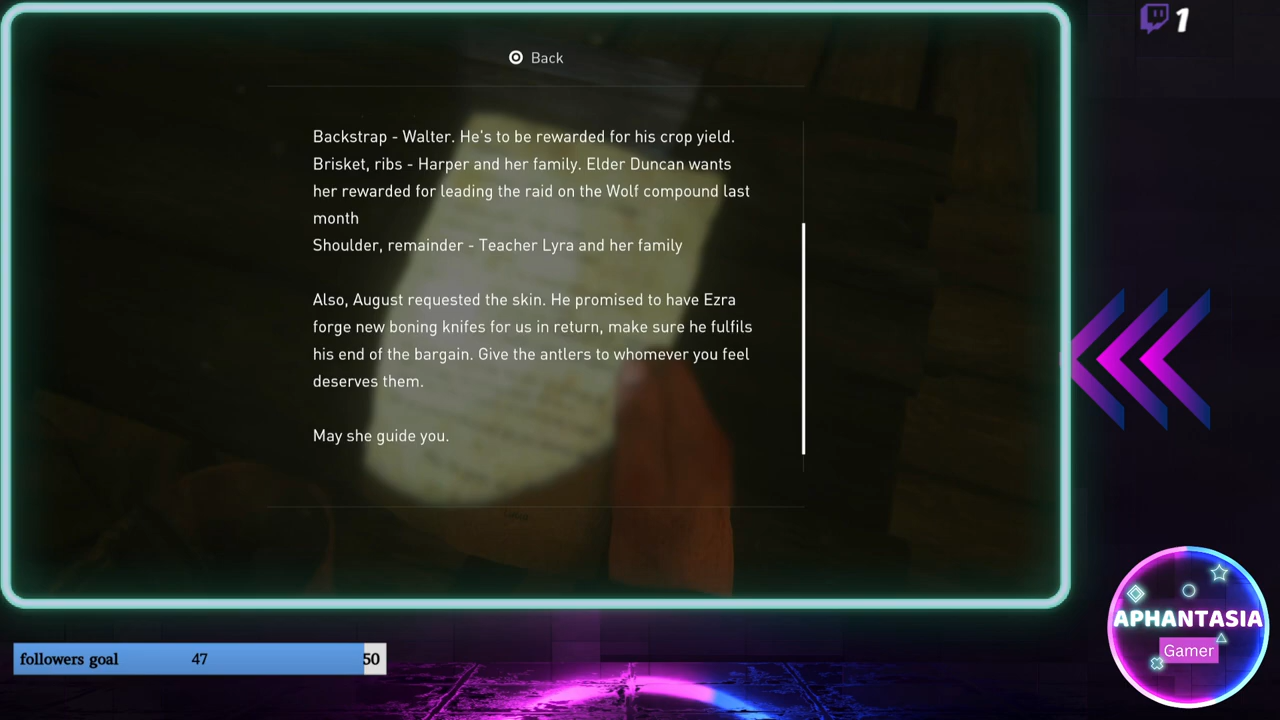 1
Back
Backstrap - Walter. He's to be rewarded for his crop yield.
Brisket, ribs - Harper and her family. Elder Duncan wants
her rewarded for leading the raid on the Wolf compound last
month
Shoulder, remainder - Teacher Lyra and her family
Also, August requested the skin. He promised to have Ezra
forge new boning knifes for us in return, make sure he fulfils
his end of the bargain. Give the antlers to whomever you feel
deserves them.
May she guide you.
APHANTASIA
Gamer
followers goal 47 50